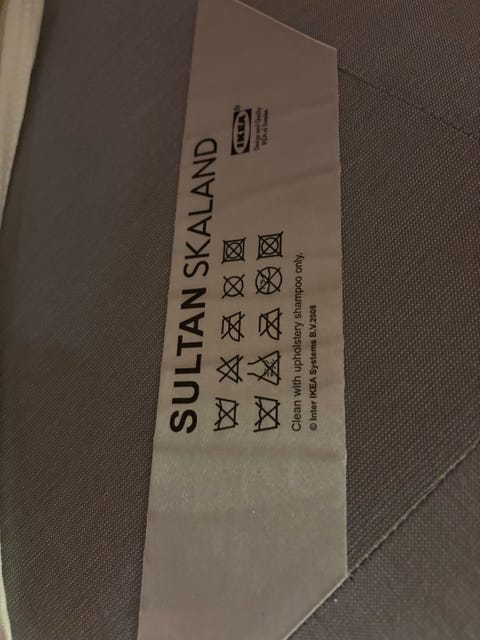 SULTAN SKALAND
IKEA®
Design and Quality
IKEA of Sweden
Clean with upholstery shampoo only.
© Inter IKEA Systems B.V.2008